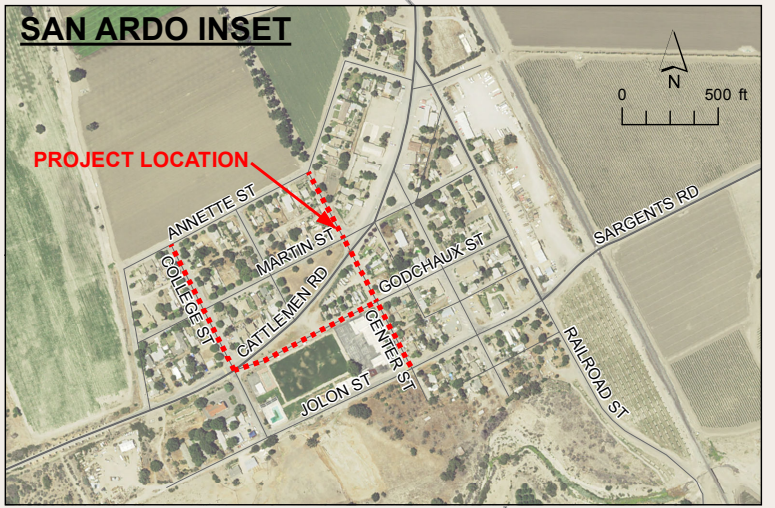 SAN ARDO INSET
N
0 500 ft
PROJECT LOCATION
ANNETTE ST
MARTIN ST
COLLEGE ST
CATTLEMEN RD
GODCHAUX ST
SARGENTS RD
CENTER ST
JOLON ST
RAILROAD ST